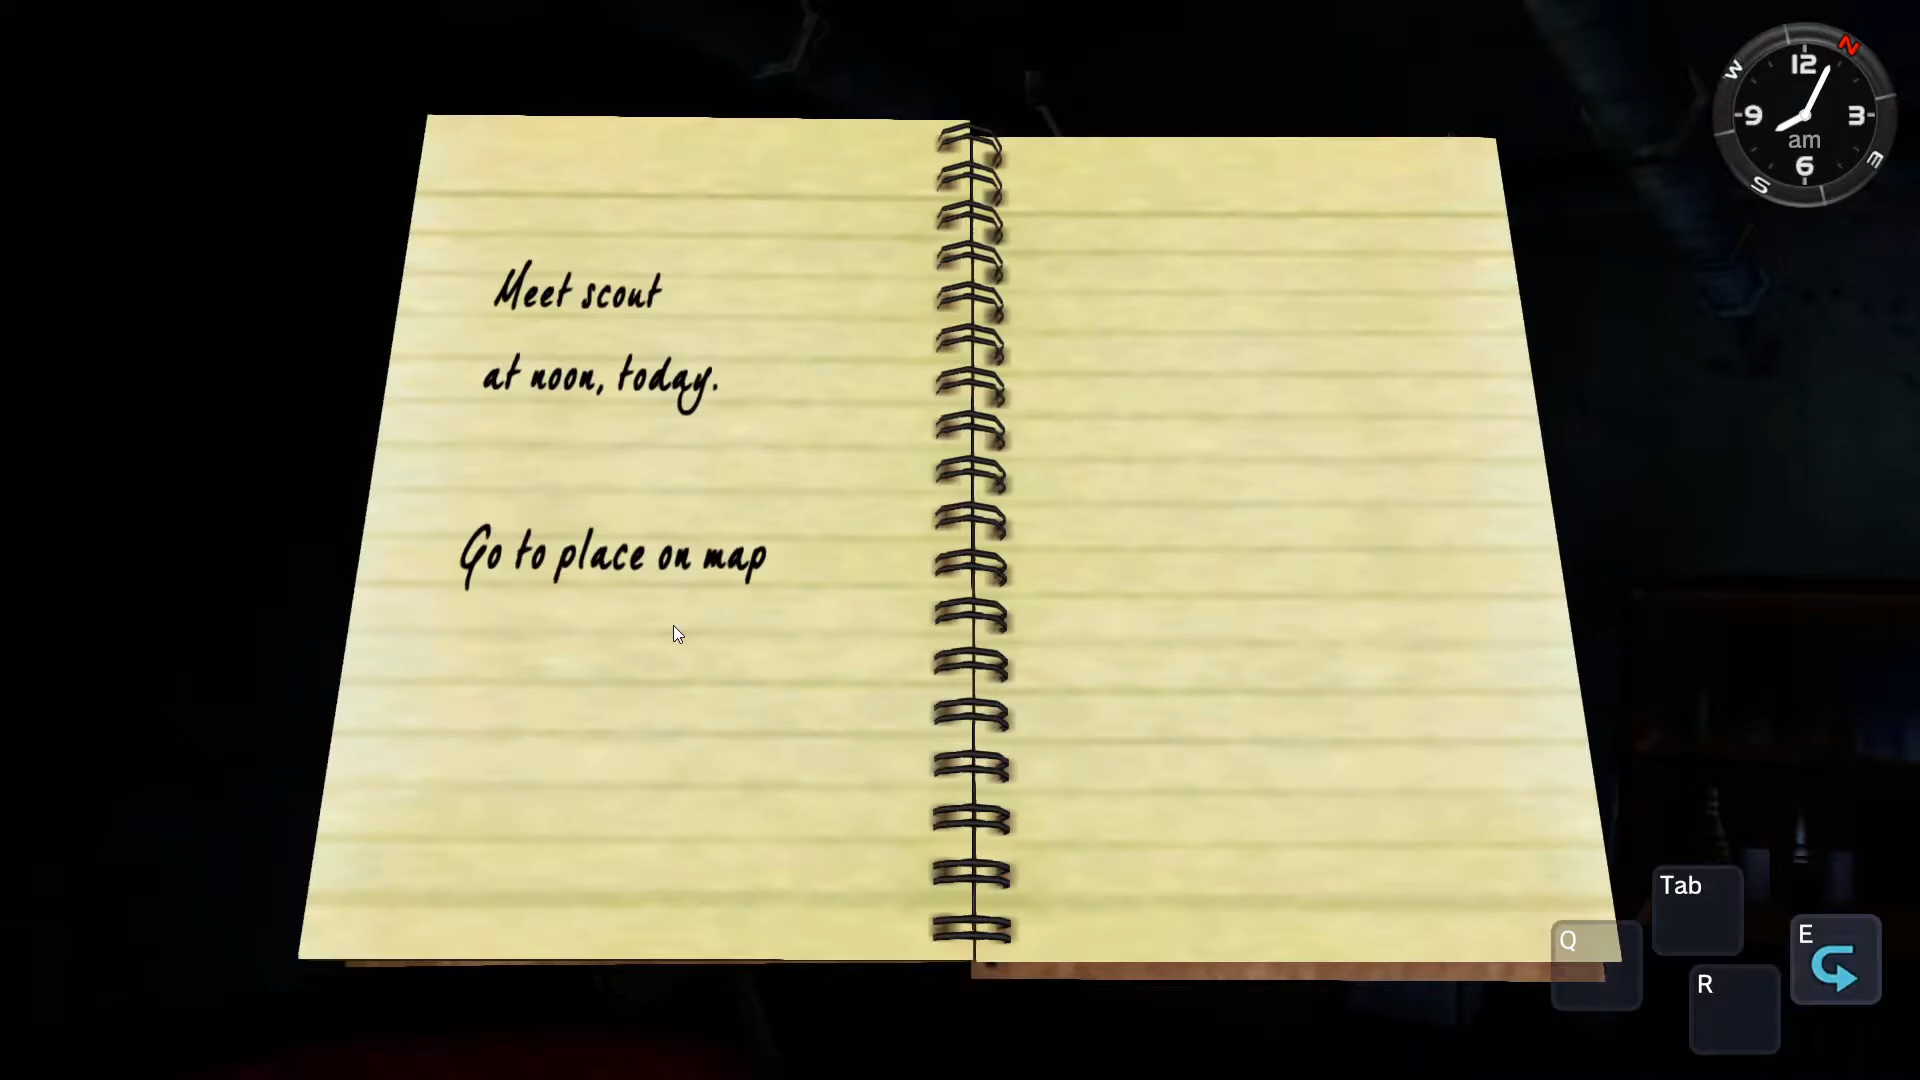 Meet scout
at noon, today.
Go to place on map
N
W
12
9
3
am
E
6
S
Tab
Q
E
R